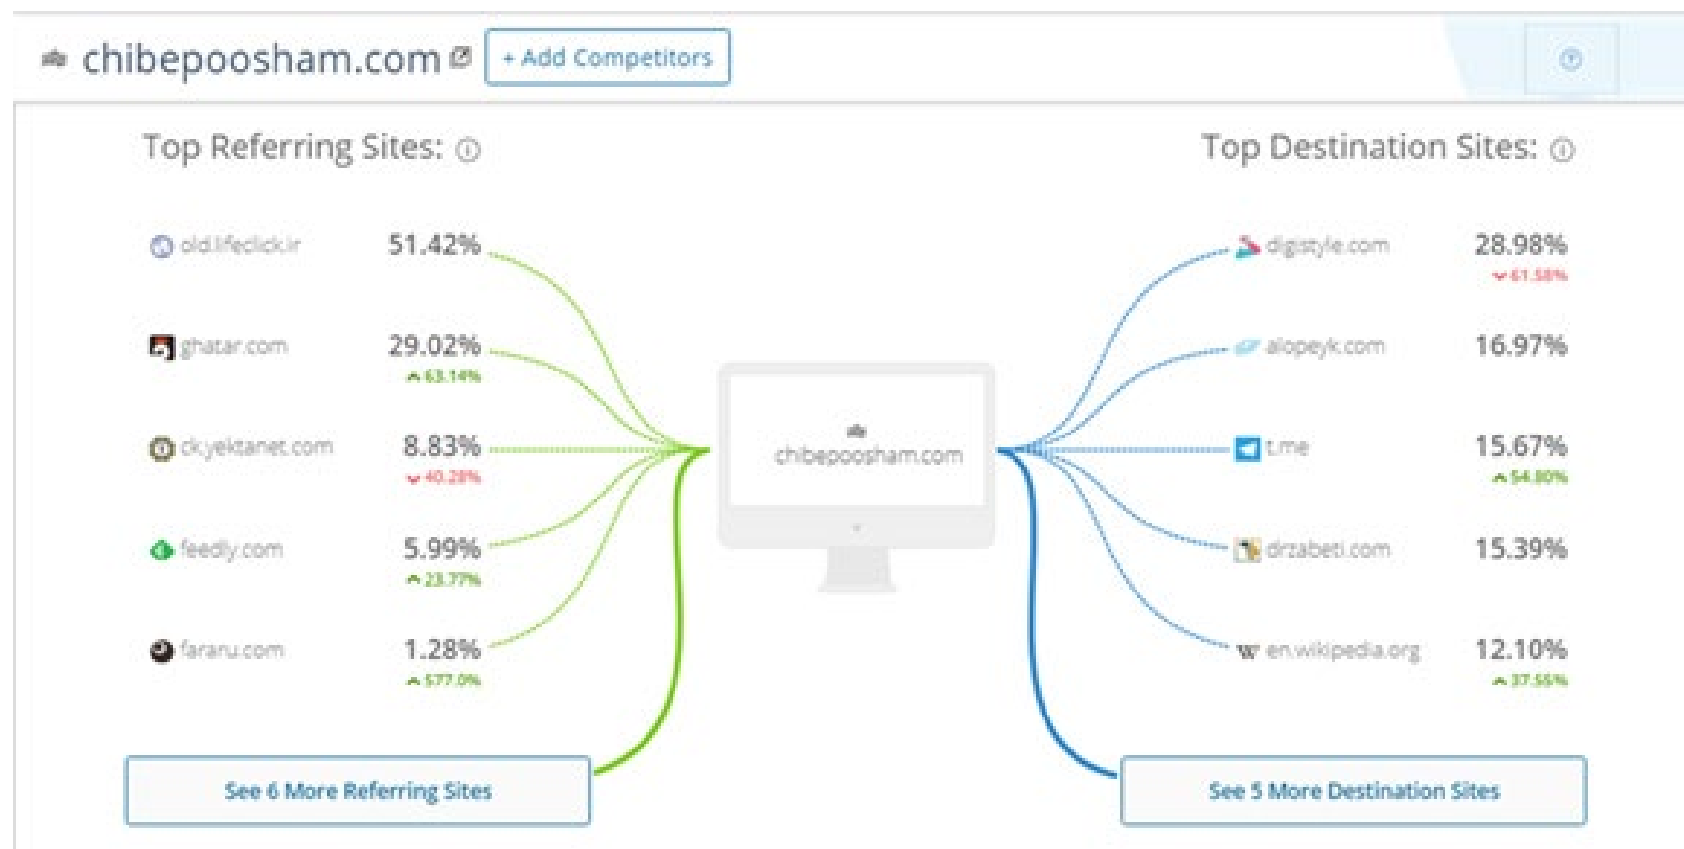 chibepoosham.com + Add Competitors
Top Referring Sites:
old.lifeclick.ir 51.42%
ghatar.com 29.02%
63.14%
ck.yektanet.com 8.83%
40.28%
feedly.com 5.99%
23.77%
fararu.com 1.28%
577.0%
See 6 More Referring Sites
chibepoosham.com
Top Destination Sites:
digistyle.com 28.98%
61.58%
alopeyk.com 16.97%
t.me 15.67%
54.80%
drzabeti.com 15.39%
W en.wikipedia.org 12.10%
37.55%
See 5 More Destination Sites